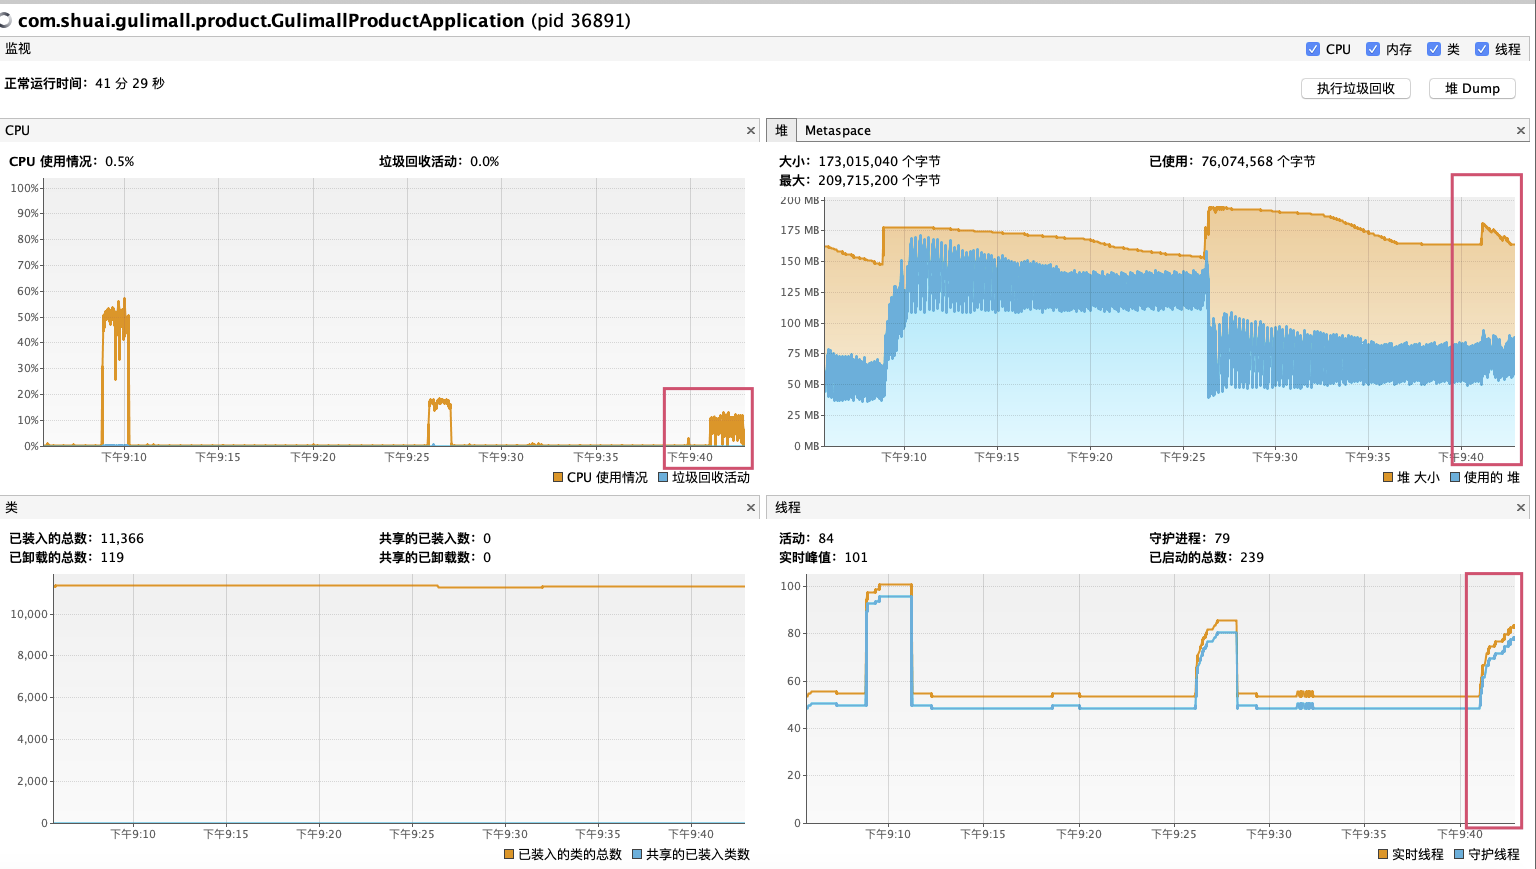 com.shuai.gulimall.product.GulimallProductApplication (pid 36891)
监视
CPU 内存 类 线程
正常运行时间: 41 分 29 秒
执行垃圾回收 堆 Dump
CPU ×
CPU 使用情况: 0.5% 垃圾回收活动: 0.0%
100%
90%
80%
70%
60%
50%
40%
30%
20%
10%
0%
下午9:10 下午9:15 下午9:20 下午9:25 下午9:30 下午9:35 下午9:40
CPU 使用情况 垃圾回收活动
堆 Metaspace ×
大小: 173,015,040 个字节 已使用: 76,074,568 个字节
最大: 209,715,200 个字节
200 MB
175 MB
150 MB
125 MB
100 MB
75 MB
50 MB
25 MB
0 MB
下午9:10 下午9:15 下午9:20 下午9:25 下午9:30 下午9:35 下午9:40
堆 大小 使用的 堆
类 ×
已装入的总数: 11,366 共享的已装入数: 0
已卸载的总数: 119 共享的已卸载数: 0
10,000
8,000
6,000
4,000
2,000
0
下午9:10 下午9:15 下午9:20 下午9:25 下午9:30 下午9:35 下午9:40
已装入的类的总数 共享的已装入类数
线程 ×
活动: 84 守护进程: 79
实时峰值: 101 已启动的总数: 239
100
80
60
40
20
0
下午9:10 下午9:15 下午9:20 下午9:25 下午9:30 下午9:35 下午9:40
实时线程 守护线程